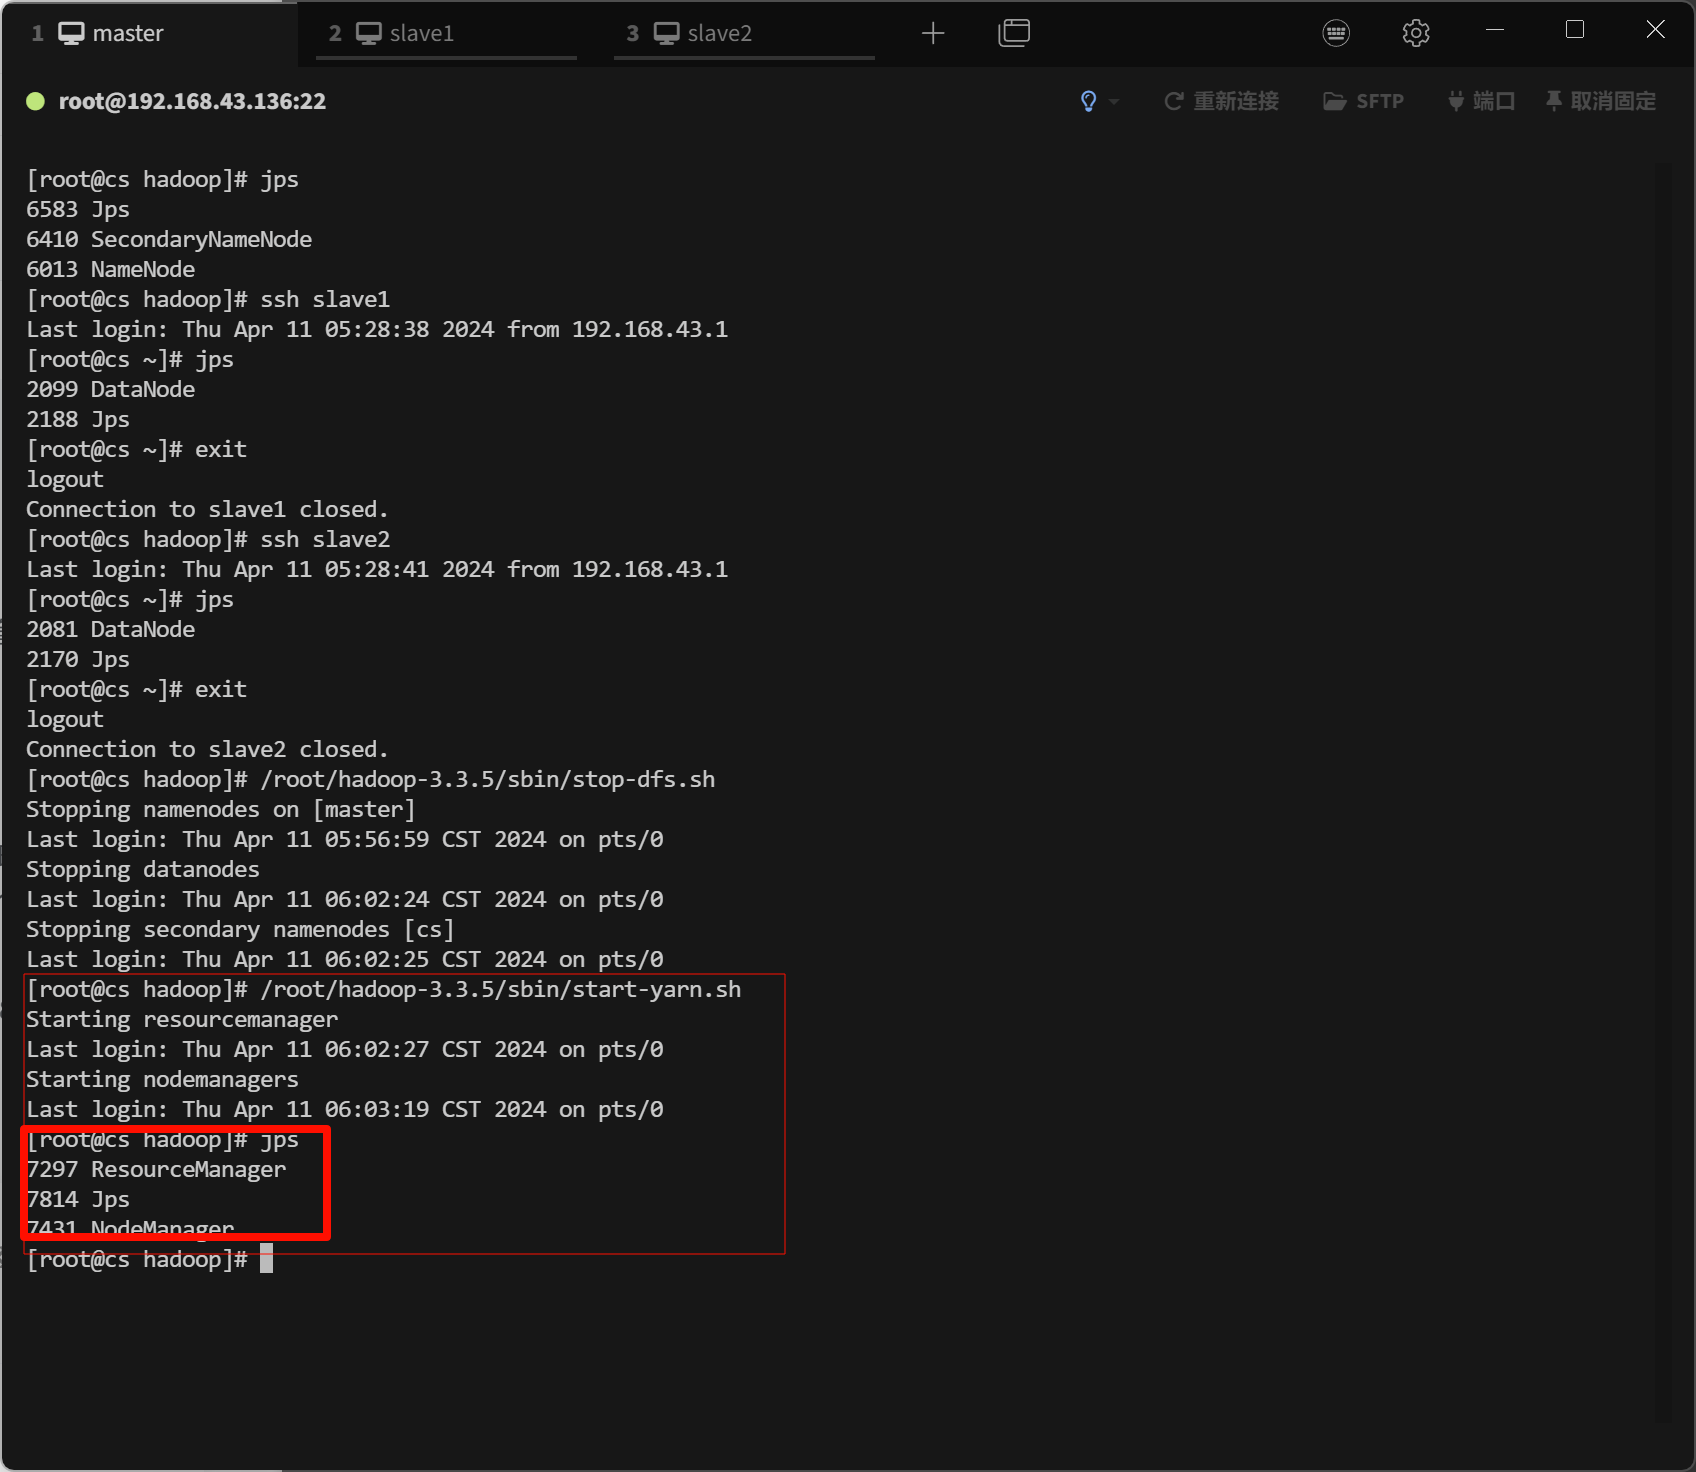 1 master 2 slave1 3 slave2
root@192.168.43.136:22 重新连接 SFTP 端口 取消固定
[root@cs hadoop]# jps
6583 Jps
6410 SecondaryNameNode
6013 NameNode
[root@cs hadoop]# ssh slave1
Last login: Thu Apr 11 05:28:38 2024 from 192.168.43.1
[root@cs ~]# jps
2099 DataNode
2188 Jps
[root@cs ~]# exit
logout
Connection to slave1 closed.
[root@cs hadoop]# ssh slave2
Last login: Thu Apr 11 05:28:41 2024 from 192.168.43.1
[root@cs ~]# jps
2081 DataNode
2170 Jps
[root@cs ~]# exit
logout
Connection to slave2 closed.
[root@cs hadoop]# /root/hadoop-3.3.5/sbin/stop-dfs.sh
Stopping namenodes on [master]
Last login: Thu Apr 11 05:56:59 CST 2024 on pts/0
Stopping datanodes
Last login: Thu Apr 11 06:02:24 CST 2024 on pts/0
Stopping secondary namenodes [cs]
Last login: Thu Apr 11 06:02:25 CST 2024 on pts/0
[root@cs hadoop]# /root/hadoop-3.3.5/sbin/start-yarn.sh
Starting resourcemanager
Last login: Thu Apr 11 06:02:27 CST 2024 on pts/0
Starting nodemanagers
Last login: Thu Apr 11 06:03:19 CST 2024 on pts/0
[root@cs hadoop]# jps
7297 ResourceManager
7814 Jps
7431 NodeManager
[root@cs hadoop]#